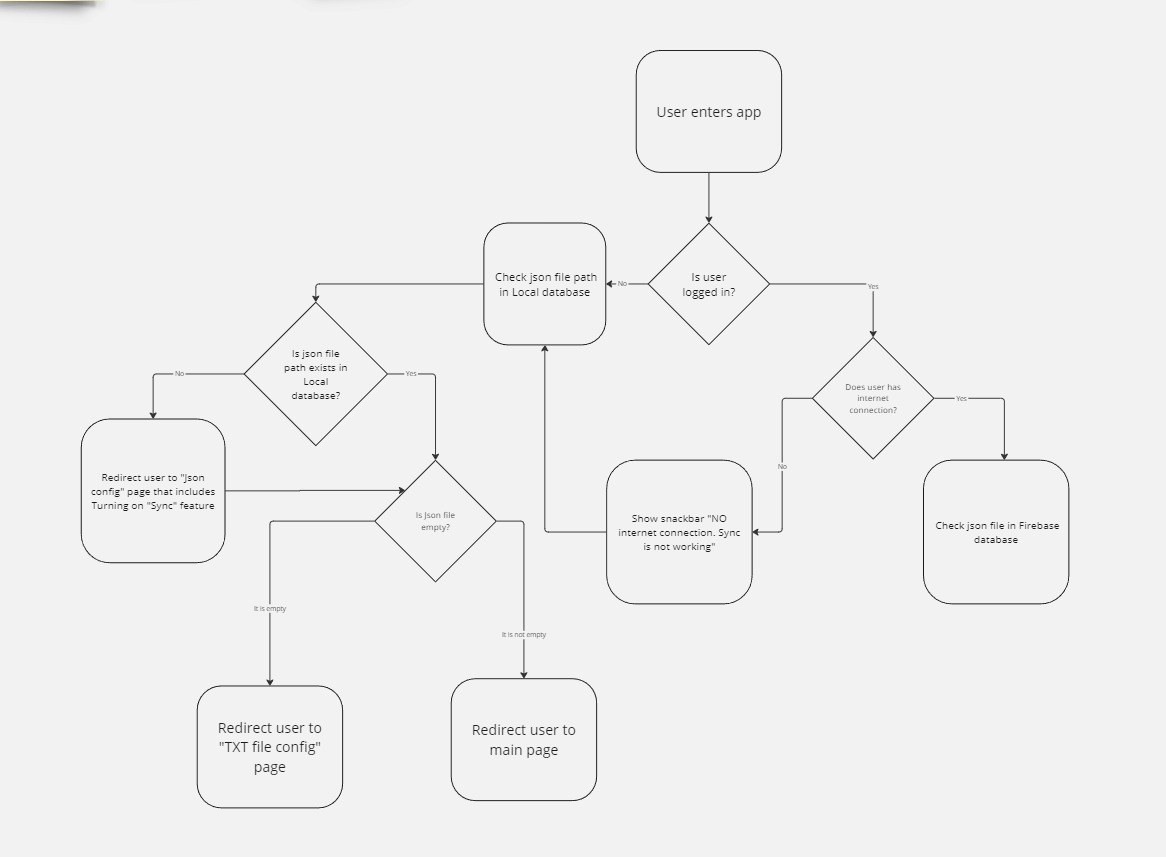 User enters app
Is user
logged in?
No
Yes
Check json file path
in Local database
Is json file
path exists in
Local
database?
No
Yes
Does user has
internet
connection?
No
Yes
Redirect user to "Json
config" page that includes
Turning on "Sync" feature
Is Json file
empty?
Show snackbar "NO
internet connection. Sync
is not working"
Check json file in Firebase
database
It is empty
It is not empty
Redirect user to
"TXT file config"
page
Redirect user to
main page